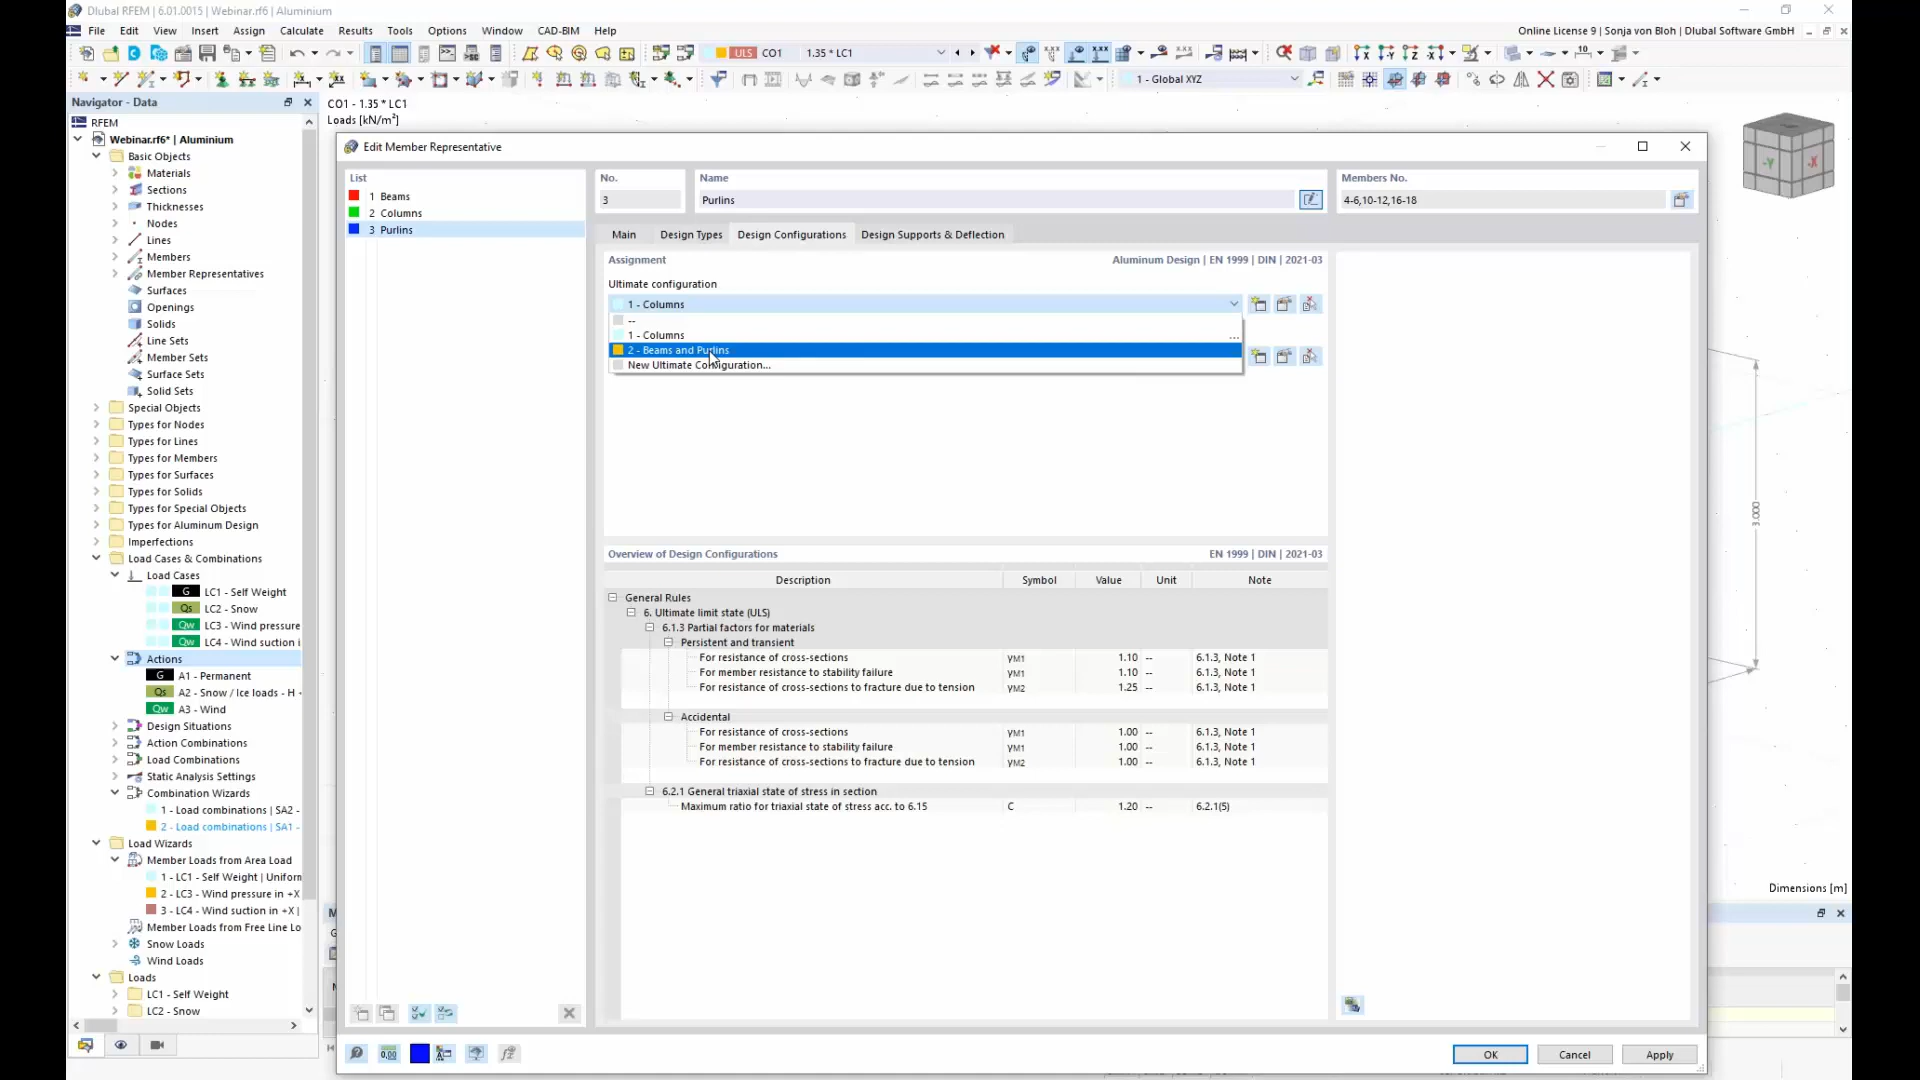 Dlubal RFEM | 6.01.0015 | Webinar.rf6* | Aluminium
File Edit View Insert Assign Calculate Results Tools Options Window CAD-BIM Help
Online License 9 | Sonja von Bloh | Dlubal Software GmbH
ULS CO1 1.35 * LC1
1 - Global XYZ
Navigator - Data
RFEM
Webinar.rf6* | Aluminium
Basic Objects
Materials
Sections
Thicknesses
Nodes
Lines
Members
Member Representatives
Surfaces
Openings
Solids
Line Sets
Member Sets
Surface Sets
Solid Sets
Special Objects
Types for Nodes
Types for Lines
Types for Members
Types for Surfaces
Types for Solids
Types for Special Objects
Types for Aluminum Design
Imperfections
Load Cases & Combinations
Load Cases
G LC1 - Self Weight
Qs LC2 - Snow
Qw LC3 - Wind pressure
Qw LC4 - Wind suction i
Actions
G A1 - Permanent
Qs A2 - Snow / Ice loads - H
Qw A3 - Wind
Design Situations
Action Combinations
Load Combinations
Static Analysis Settings
Combination Wizards
1 - Load combinations | SA2 -
2 - Load combinations | SA1 -
Load Wizards
Member Loads from Area Load
1 - LC1 - Self Weight | Uniform
2 - LC3 - Wind pressure in +X
3 - LC4 - Wind suction in +X |
Member Loads from Free Line Lo
Snow Loads
Wind Loads
Loads
LC1 - Self Weight
LC2 - Snow
CO1 - 1.35 * LC1
Loads [kN/m²]
-Y -X
3.000
Dimensions [m]
Edit Member Representative
List
1 Beams
2 Columns
3 Purlins
No.
3
Name
Purlins
Members No.
4-6,10-12,16-18
Main Design Types Design Configurations Design Supports & Deflection
Assignment Aluminum Design | EN 1999 | DIN | 2021-03
Ultimate configuration
1 - Columns
--
1 - Columns ...
2 - Beams and Purlins
New Ultimate Configuration...
Overview of Design Configurations EN 1999 | DIN | 2021-03
Description Symbol Value Unit Note
General Rules
6. Ultimate limit state (ULS)
6.1.3 Partial factors for materials
Persistent and transient
For resistance of cross-sections γM1 1.10 -- 6.1.3, Note 1
For member resistance to stability failure γM1 1.10 -- 6.1.3, Note 1
For resistance of cross-sections to fracture due to tension γM2 1.25 -- 6.1.3, Note 1
Accidental
For resistance of cross-sections γM1 1.00 -- 6.1.3, Note 1
For member resistance to stability failure γM1 1.00 -- 6.1.3, Note 1
For resistance of cross-sections to fracture due to tension γM2 1.00 -- 6.1.3, Note 1
6.2.1 General triaxial state of stress in section
Maximum ratio for triaxial state of stress acc. to 6.15 C 1.20 -- 6.2.1(5)
OK Cancel Apply